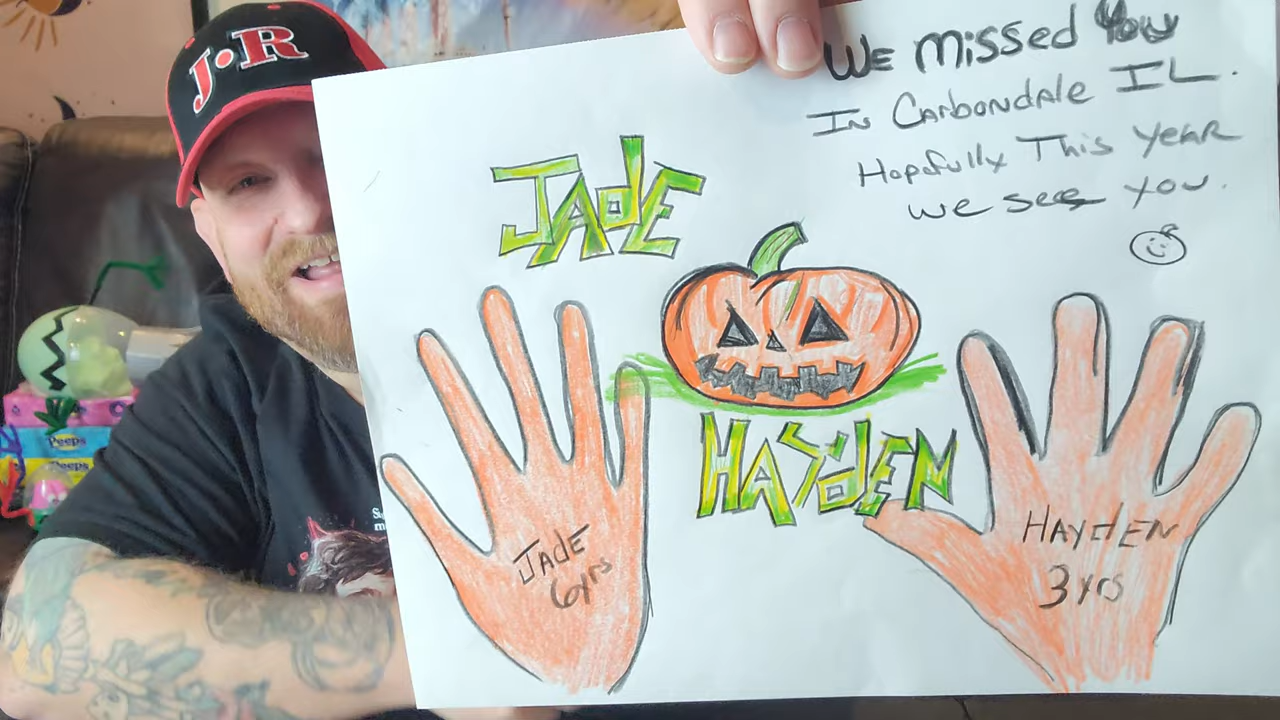 J•R
WE MISSED YOU
IN CARBONDALE IL.
Hopefully This Year
we see you.
JAdE
HAYdEN
JAdE
6yrs
HAYdEN
3yrs
Peeps
Peeps